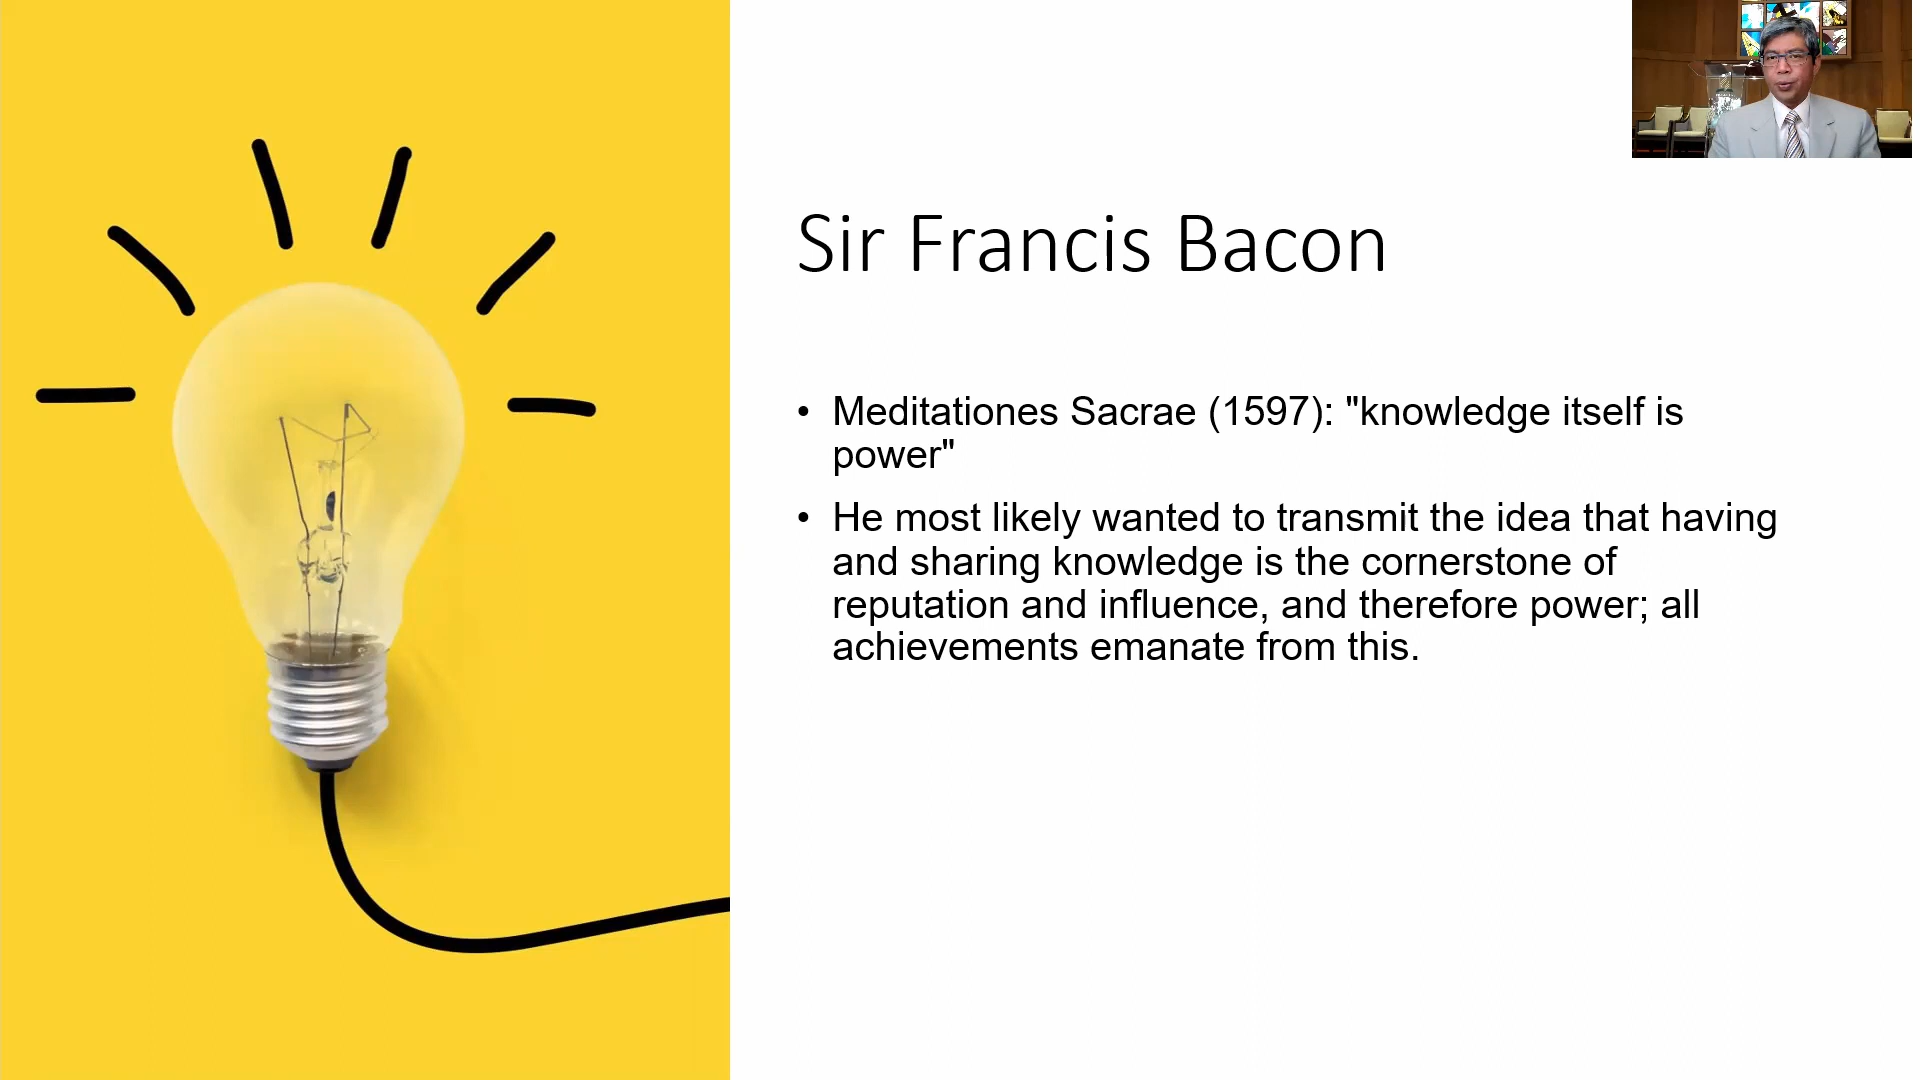 Sir Francis Bacon
• Meditationes Sacrae (1597): "knowledge itself is
power"
• He most likely wanted to transmit the idea that having
and sharing knowledge is the cornerstone of
reputation and influence, and therefore power; all
achievements emanate from this.